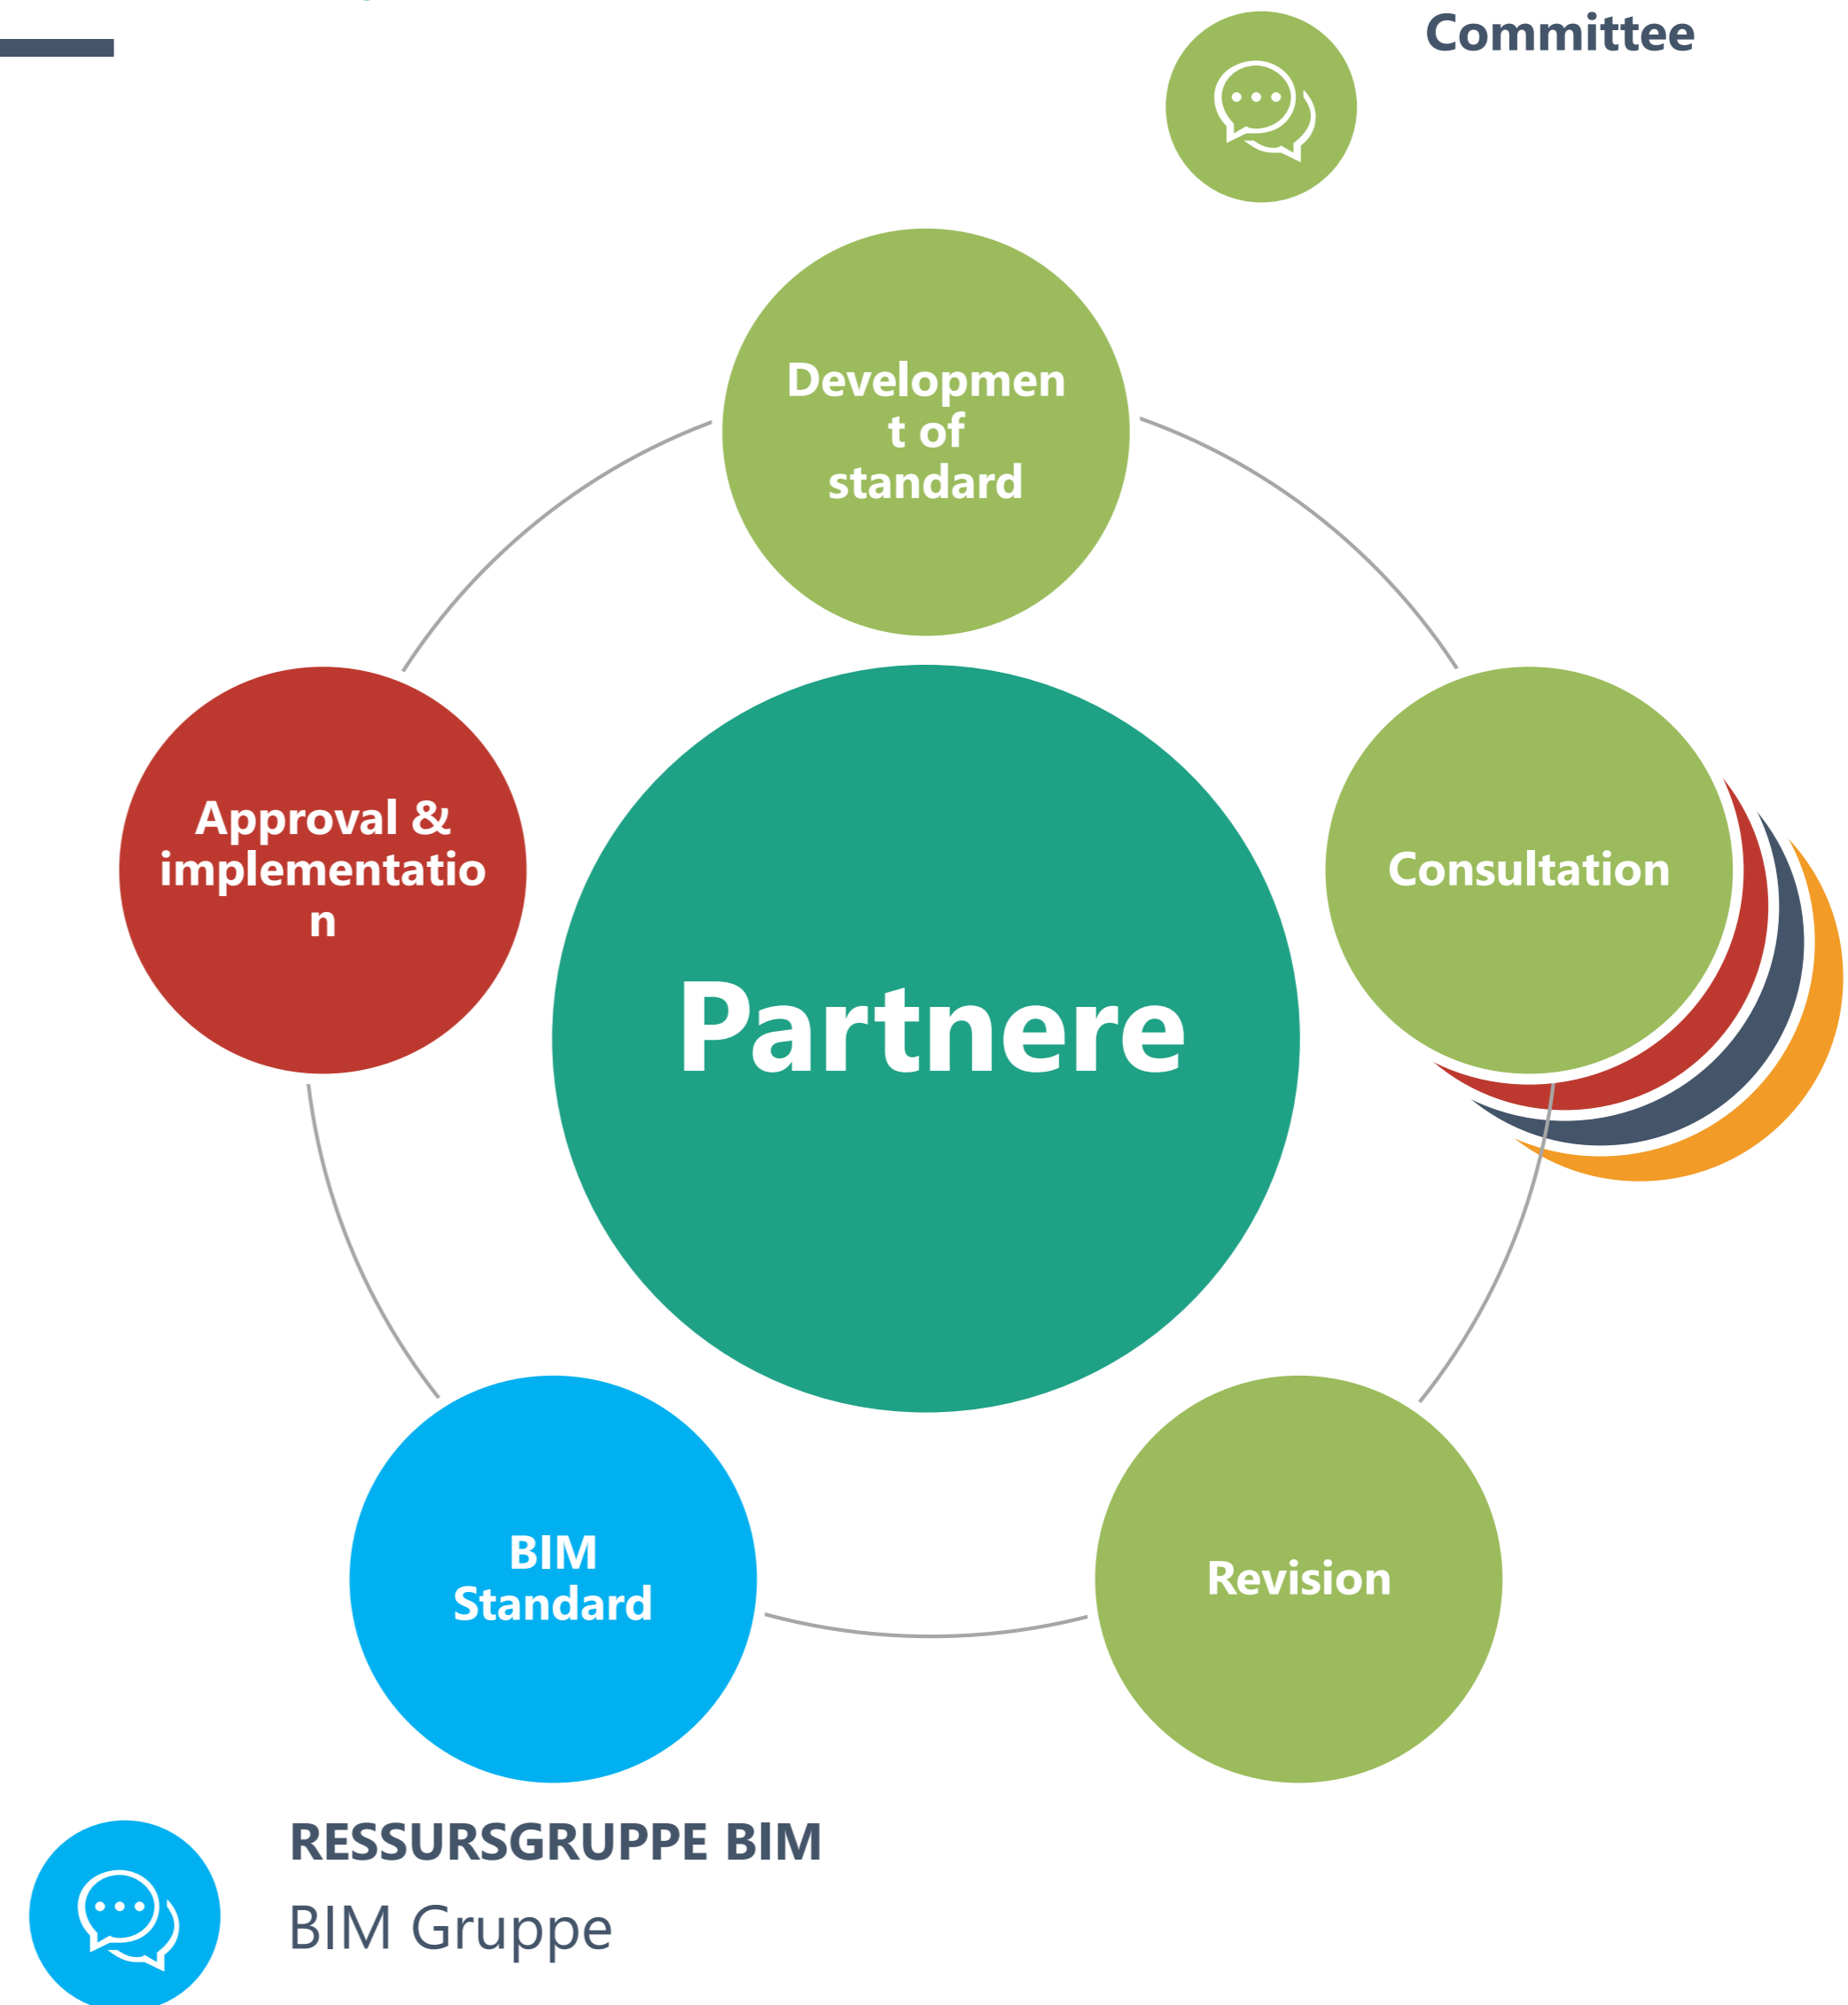 Committee
Developmen
t of
standard
Approval &
implementatio
n
Consultation
Partnere
BIM
Standard
Revision
RESSURSGRUPPE BIM
BIM Gruppe